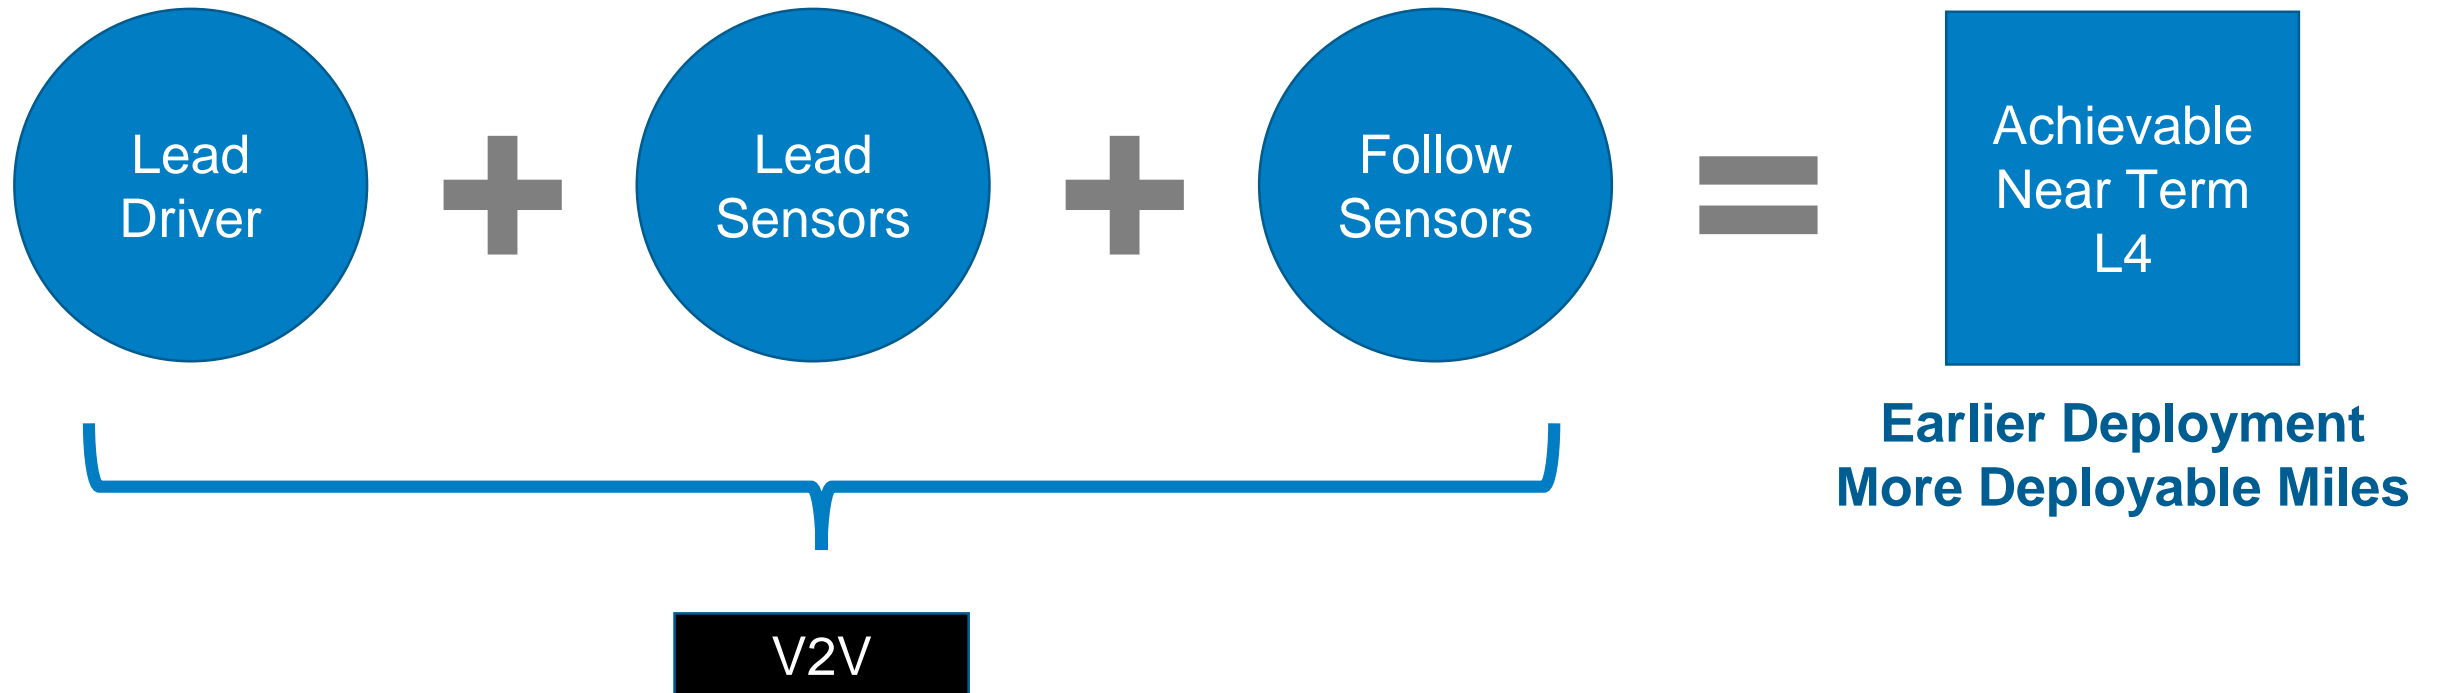 Lead
Driver
Lead
Sensors
Follow
Sensors
Achievable
Near Term
L4
Earlier Deployment
More Deployable Miles
V2V